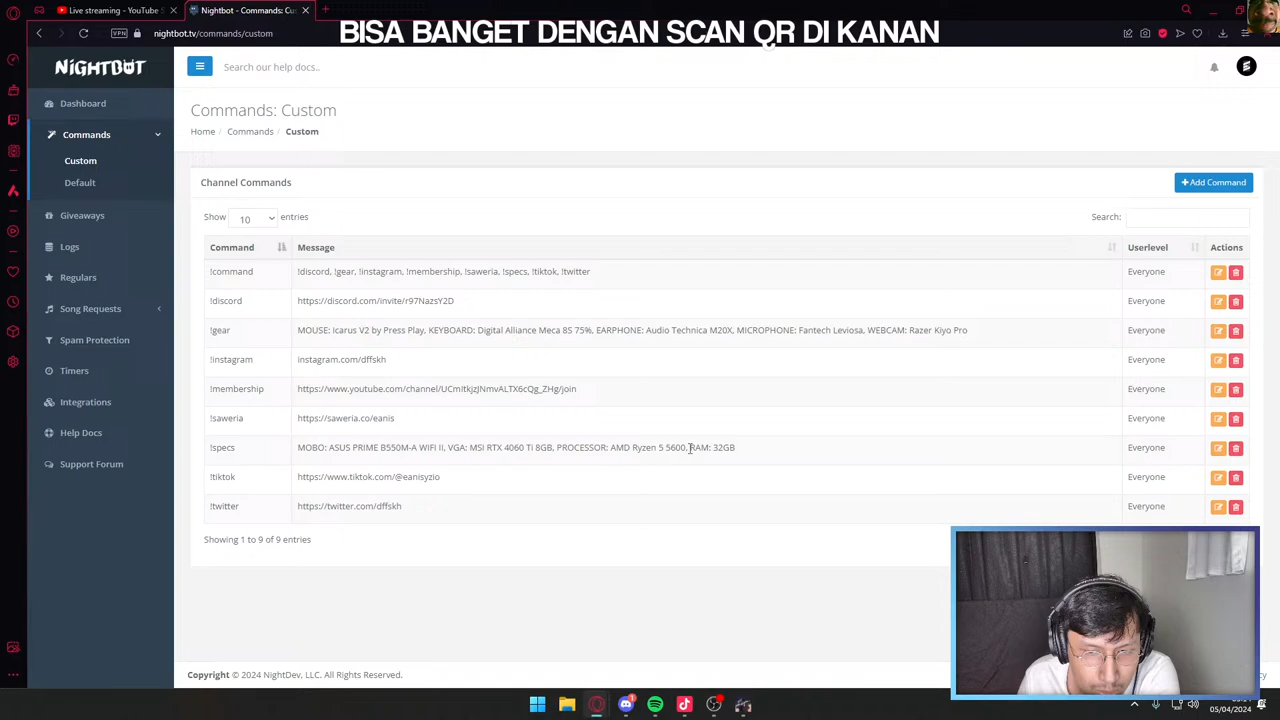 BISA BANGET DENGAN SCAN QR DI KANAN
VPN
nightbot.tv/commands/custom
NiGHTBOT
Search our help docs..
Dashboard
Commands
Custom
Default
Giveaways
Logs
Regulars
Song Requests
Spam Protection
Timers
Integrations
Help Docs
Support Forum
Commands: Custom
Home / Commands / Custom
Channel Commands
+ Add Command
Show 10 entries
Search:
Command Message Userlevel Actions
!command !discord, !gear, !instagram, !membership, !saweria, !specs, !tiktok, !twitter Everyone
!discord https://discord.com/invite/r97NazsY2D Everyone
!gear MOUSE: Icarus V2 by Press Play, KEYBOARD: Digital Alliance Meca 8S 75%, EARPHONE: Audio Technica M20X, MICROPHONE: Fantech Leviosa, WEBCAM: Razer Kiyo Pro Everyone
!instagram instagram.com/dffskh Everyone
!membership https://www.youtube.com/channel/UCmItkjzJNmvALTX6cQg_ZHg/join Everyone
!saweria https://saweria.co/eanis Everyone
!specs MOBO: ASUS PRIME B550M-A WIFI II, VGA: MSI RTX 4060 Ti 8GB, PROCESSOR: AMD Ryzen 5 5600, RAM: 32GB Everyone
!tiktok https://www.tiktok.com/@eanisyzio Everyone
!twitter https://twitter.com/dffskh Everyone
Showing 1 to 9 of 9 entries
Copyright © 2024 NightDev, LLC. All Rights Reserved.
05/04/2024